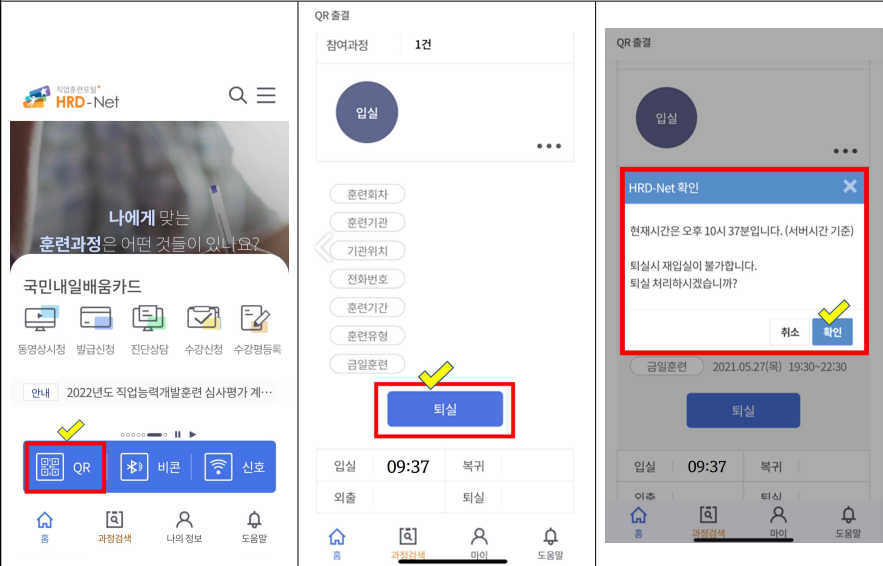 직업훈련포털
HRD-Net
나에게 맞는
훈련과정은 어떤 것들이 있나요?
국민내일배움카드
동영상시청 발급신청 진단상담 수강신청 수강평등록
안내 2022년도 직업능력개발훈련 심사평가 계…
QR 비콘 신호
홈 과정검색 나의 정보 도움말
QR 출결
참여과정 1건
입실
훈련회차
훈련기관
기관위치
전화번호
훈련기간
훈련유형
금일훈련
퇴실
입실 09:37 복귀
외출 퇴실
홈 과정검색 마이 도움말
QR 출결
입실
HRD-Net 확인
현재시간은 오후 10시 37분입니다. (서버시간 기준)
퇴실시 재입실이 불가합니다.
퇴실 처리하시겠습니까?
취소 확인
금일훈련 2021.05.27(목) 19:30~22:30
퇴실
입실 09:37 복귀
외출 퇴실
홈 과정검색 마이 도움말